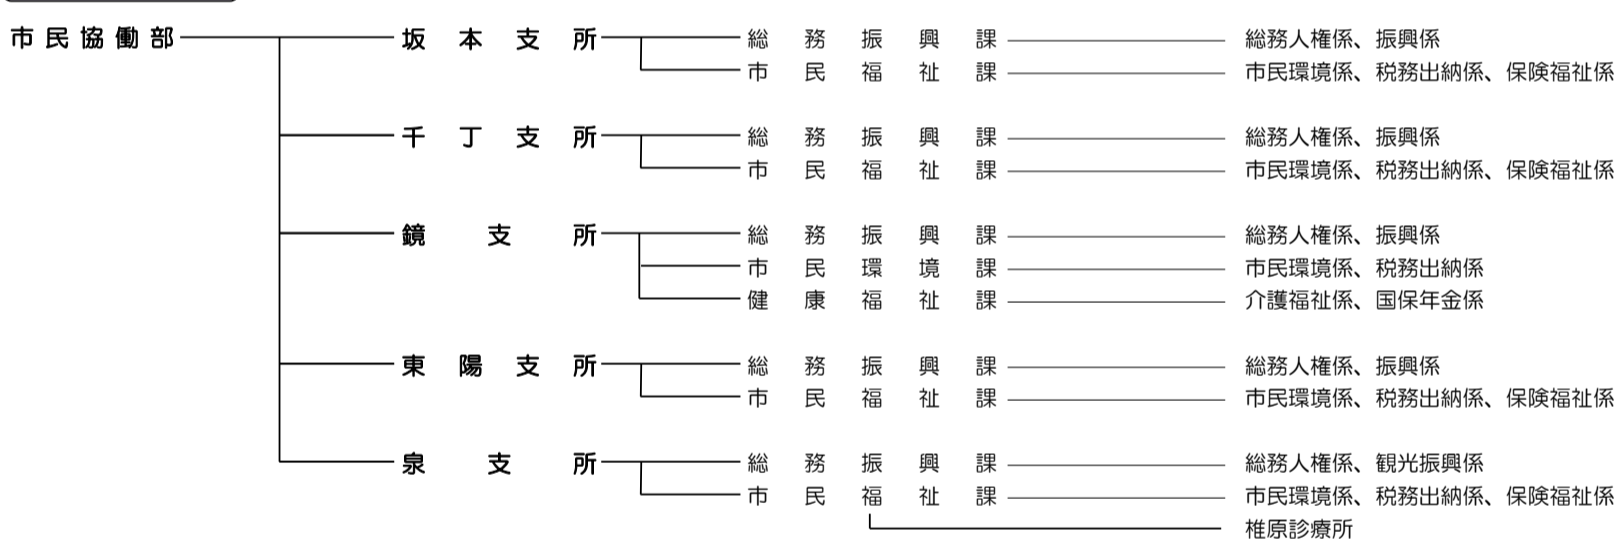 市民協働部 坂本支所 総務振興課 総務人権係、振興係
市民福祉課 市民環境係、税務出納係、保険福祉係
千丁支所 総務振興課 総務人権係、振興係
市民福祉課 市民環境係、税務出納係、保険福祉係
鏡支所 総務振興課 総務人権係、振興係
市民環境課 市民環境係、税務出納係
健康福祉課 介護福祉係、国保年金係
東陽支所 総務振興課 総務人権係、振興係
市民福祉課 市民環境係、税務出納係、保険福祉係
泉支所 総務振興課 総務人権係、観光振興係
市民福祉課 市民環境係、税務出納係、保険福祉係
椎原診療所